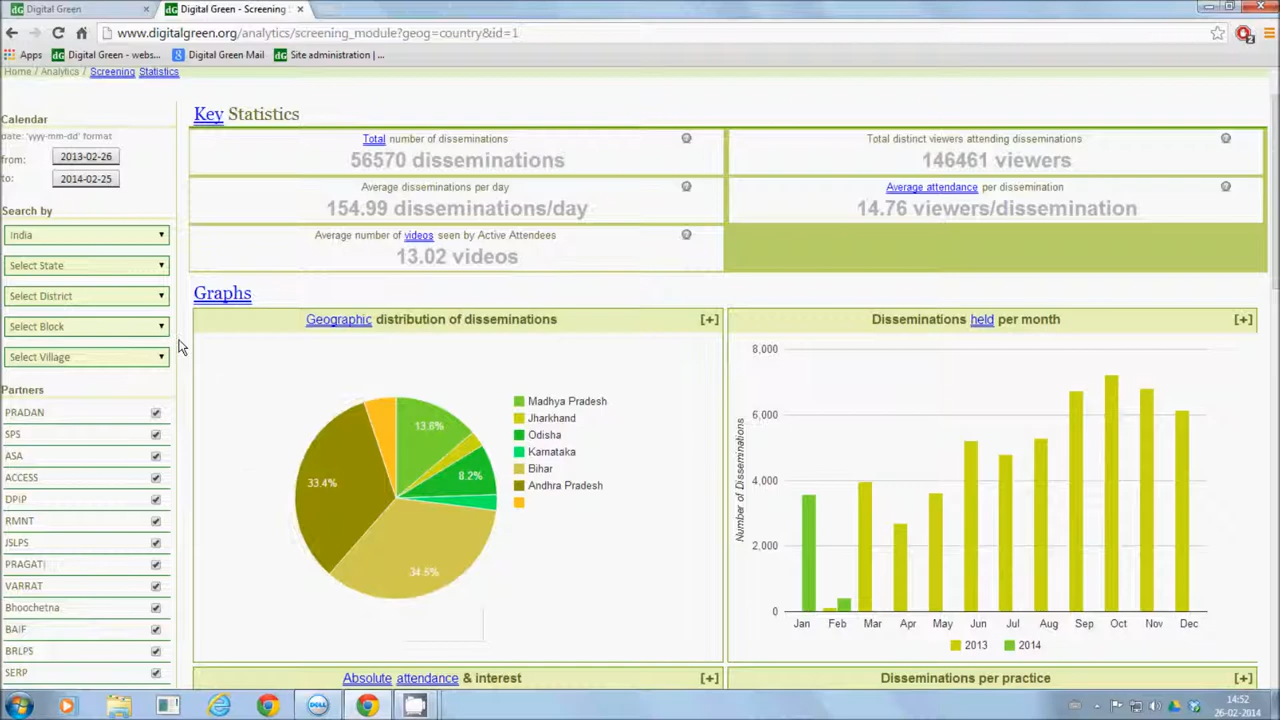 Digital Green
Digital Green - Screening
www.digitalgreen.org/analytics/screening_module?geog=country&id=1
Apps
Digital Green - webs...
Digital Green Mail
Site administration | ...
Home / Analytics / Screening Statistics
Calendar
date: 'yyyy-mm-dd' format
from: 2013-02-26
to: 2014-02-25
Search by
India
Select State
Select District
Select Block
Select Village
Partners
PRADAN
SPS
ASA
ACCESS
DPIP
RMNT
JSLPS
PRAGATI
VARRAT
Bhoochetna
BAIF
BRLPS
SERP
Key Statistics
Total number of disseminations
56570 disseminations
Total distinct viewers attending disseminations
146461 viewers
Average disseminations per day
154.99 disseminations/day
Average attendance per dissemination
14.76 viewers/dissemination
Average number of videos seen by Active Attendees
13.02 videos
Graphs
Geographic distribution of disseminations
[+]
13.8%
8.2%
33.4%
34.5%
Madhya Pradesh
Jharkhand
Odisha
Karnataka
Bihar
Andhra Pradesh
Disseminations held per month
[+]
Number of Disseminations
8,000
6,000
4,000
2,000
0
Jan Feb Mar Apr May Jun Jul Aug Sep Oct Nov Dec
2013 2014
Absolute attendance & interest
[+]
Disseminations per practice
[+]
DELL
14:52
26-02-2014